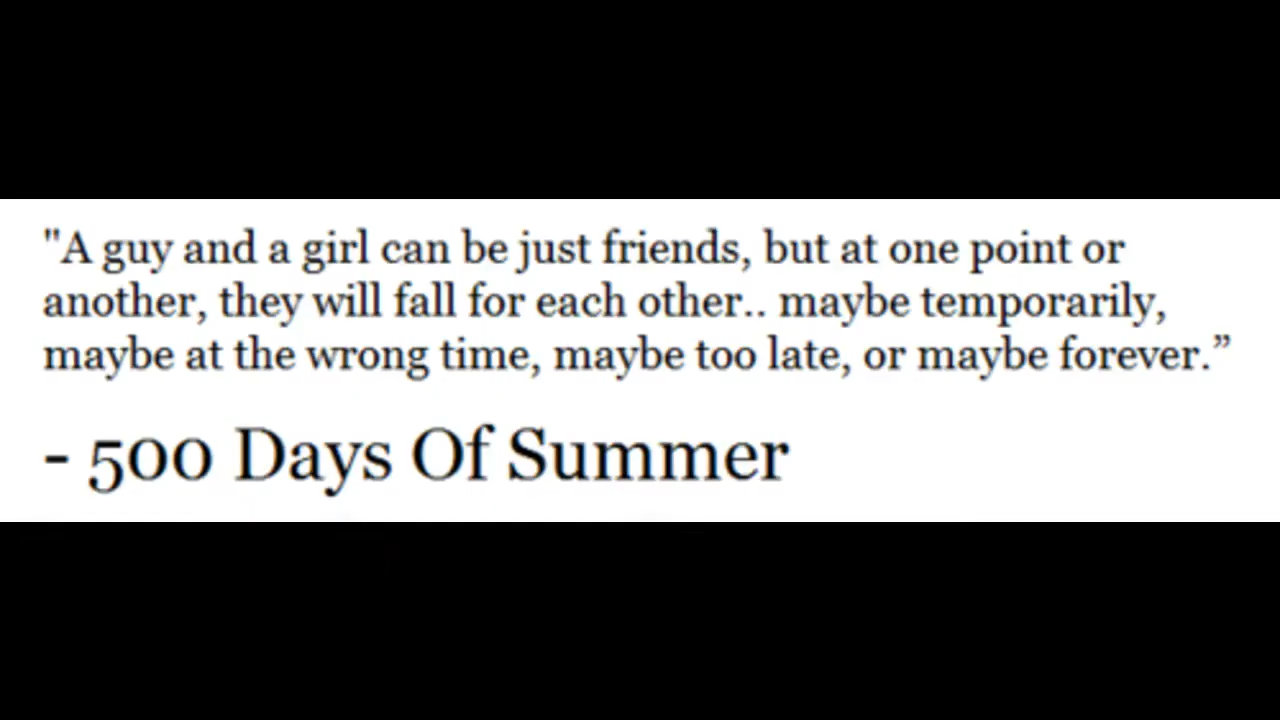 "A guy and a girl can be just friends, but at one point or
another, they will fall for each other.. maybe temporarily,
maybe at the wrong time, maybe too late, or maybe forever.”
- 500 Days Of Summer